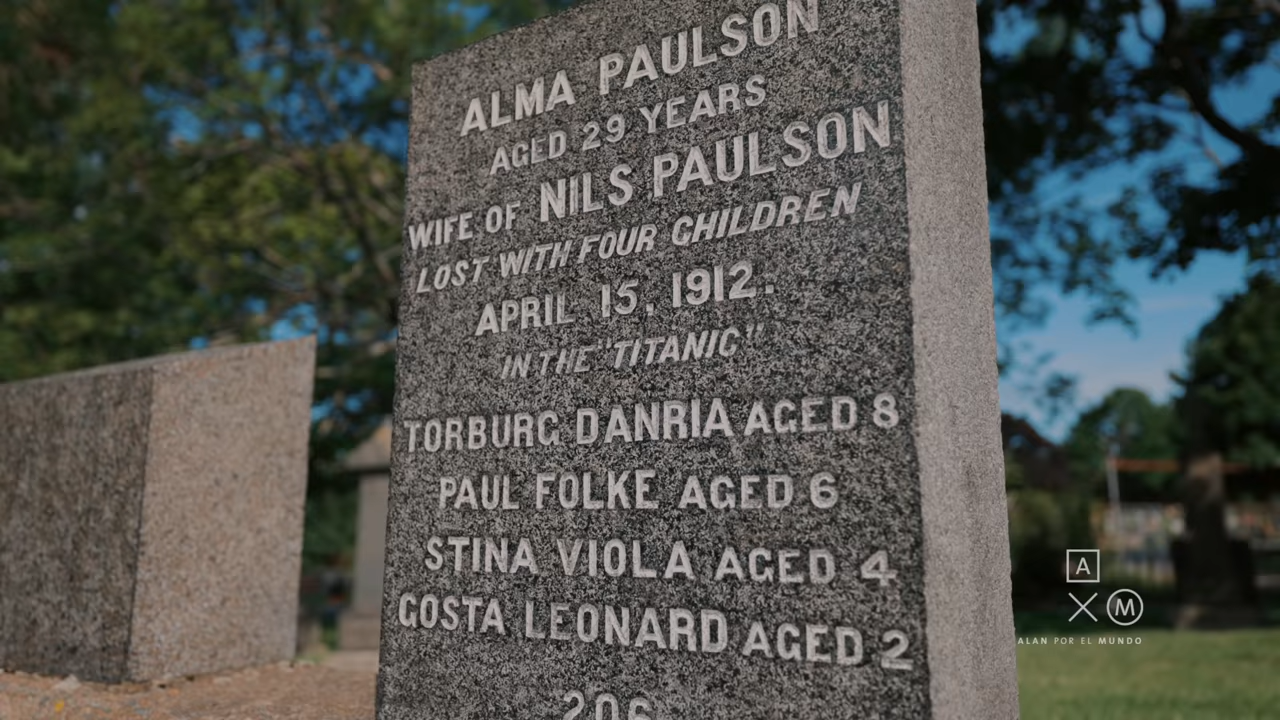 ALMA PAULSON
AGED 29 YEARS
WIFE OF NILS PAULSON
LOST WITH FOUR CHILDREN
APRIL 15, 1912.
IN THE "TITANIC"
TORBURG DANRIA AGED 8
PAUL FOLKE AGED 6
STINA VIOLA AGED 4
GOSTA LEONARD AGED 2
206
A
X M
ALAN POR EL MUNDO